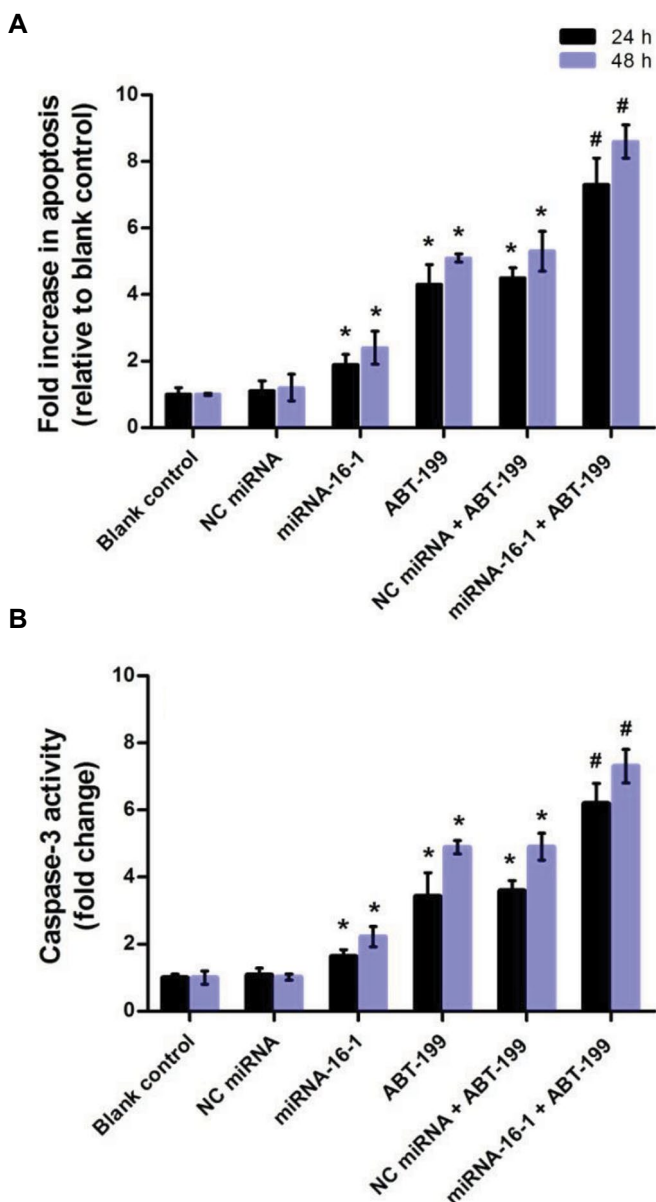 A
24 h
48 h
Fold increase in apoptosis
(relative to blank control)
10
8
6
4
2
0
* * * * * * # #
Blank control
NC miRNA
miRNA-16-1
ABT-199
NC miRNA + ABT-199
miRNA-16-1 + ABT-199
B
Caspase-3 activity
(fold change)
10
8
6
4
2
0
* * * * * * # #
Blank control
NC miRNA
miRNA-16-1
ABT-199
NC miRNA + ABT-199
miRNA-16-1 + ABT-199